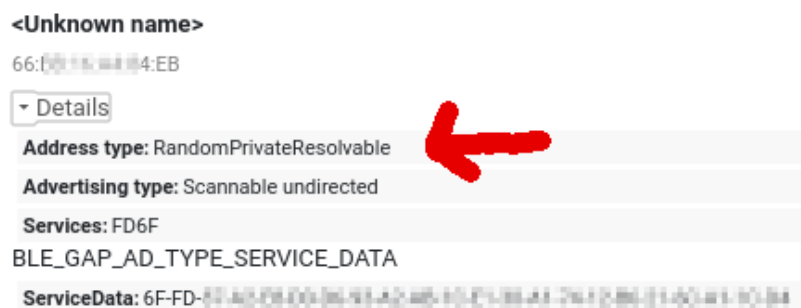 <Unknown name>
66: 4:EB
Details
Address type: RandomPrivateResolvable
Advertising type: Scannable undirected
Services: FD6F
BLE_GAP_AD_TYPE_SERVICE_DATA
ServiceData: 6F-FD-